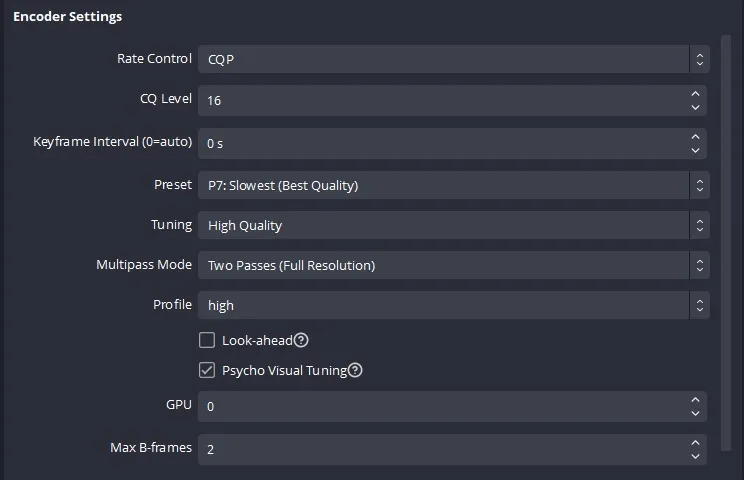 Encoder Settings
Rate Control CQP
CQ Level 16
Keyframe Interval (0=auto) 0 s
Preset P7: Slowest (Best Quality)
Tuning High Quality
Multipass Mode Two Passes (Full Resolution)
Profile high
Look-ahead?
Psycho Visual Tuning?
GPU 0
Max B-frames 2